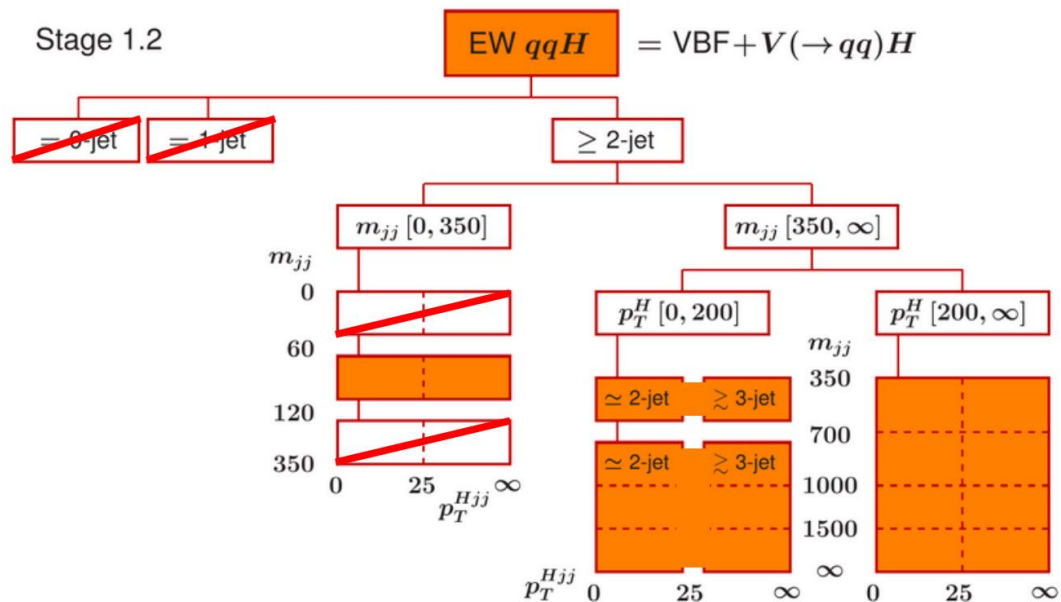 Stage 1.2
EW qqH = VBF + V(→ qq)H
= 0-jet
= 1-jet
≥ 2-jet
m_jj [0, 350]
m_jj [350, ∞]
m_jj
0
60
120
350
0 25 ∞
p_T^Hjj
p_T^H [0, 200]
p_T^H [200, ∞]
m_jj
350
700
1000
1500
∞
≃ 2-jet
≳ 3-jet
≃ 2-jet
≳ 3-jet
p_T^Hjj 0 25 ∞
0 25 ∞